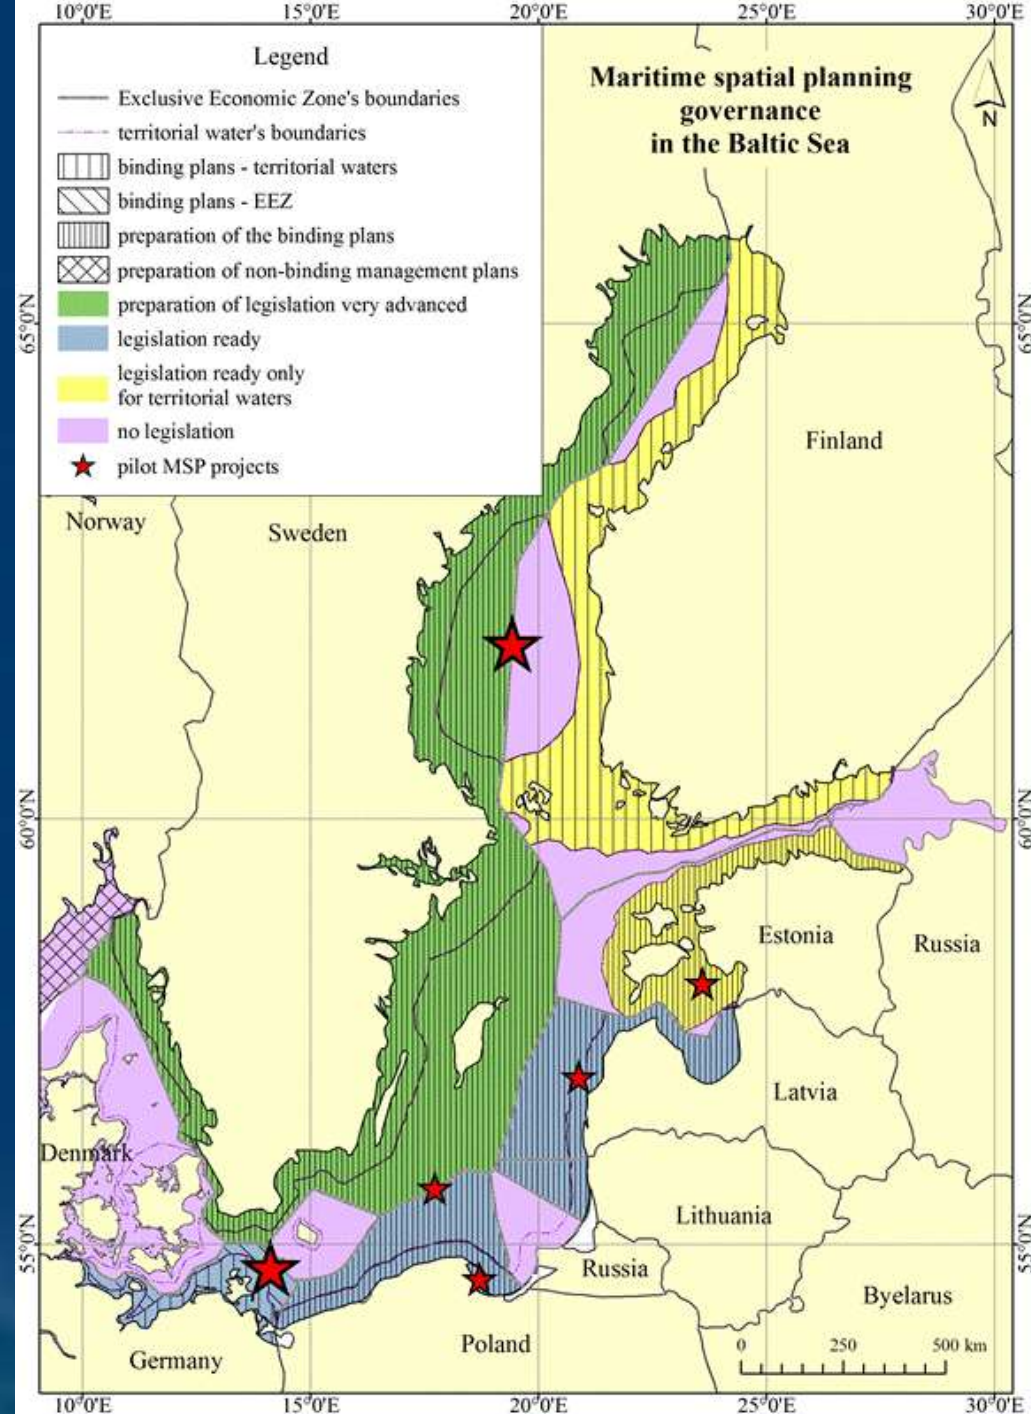 10°0'E 15°0'E 20°0'E 25°0'E 30°0'E
Legend
Exclusive Economic Zone's boundaries
territorial water's boundaries
binding plans - territorial waters
binding plans - EEZ
preparation of the binding plans
preparation of non-binding management plans
preparation of legislation very advanced
legislation ready
legislation ready only
for territorial waters
no legislation
pilot MSP projects
Maritime spatial planning
governance
in the Baltic Sea
N
65°0'N
65°0'N
Finland
Norway
Sweden
60°0'N
60°0'N
Estonia
Russia
Latvia
Denmark
Lithuania
55°0'N
55°0'N
Russia
Byelarus
Poland
Germany
0 250 500 km
10°0'E 15°0'E 20°0'E 25°0'E 30°0'E